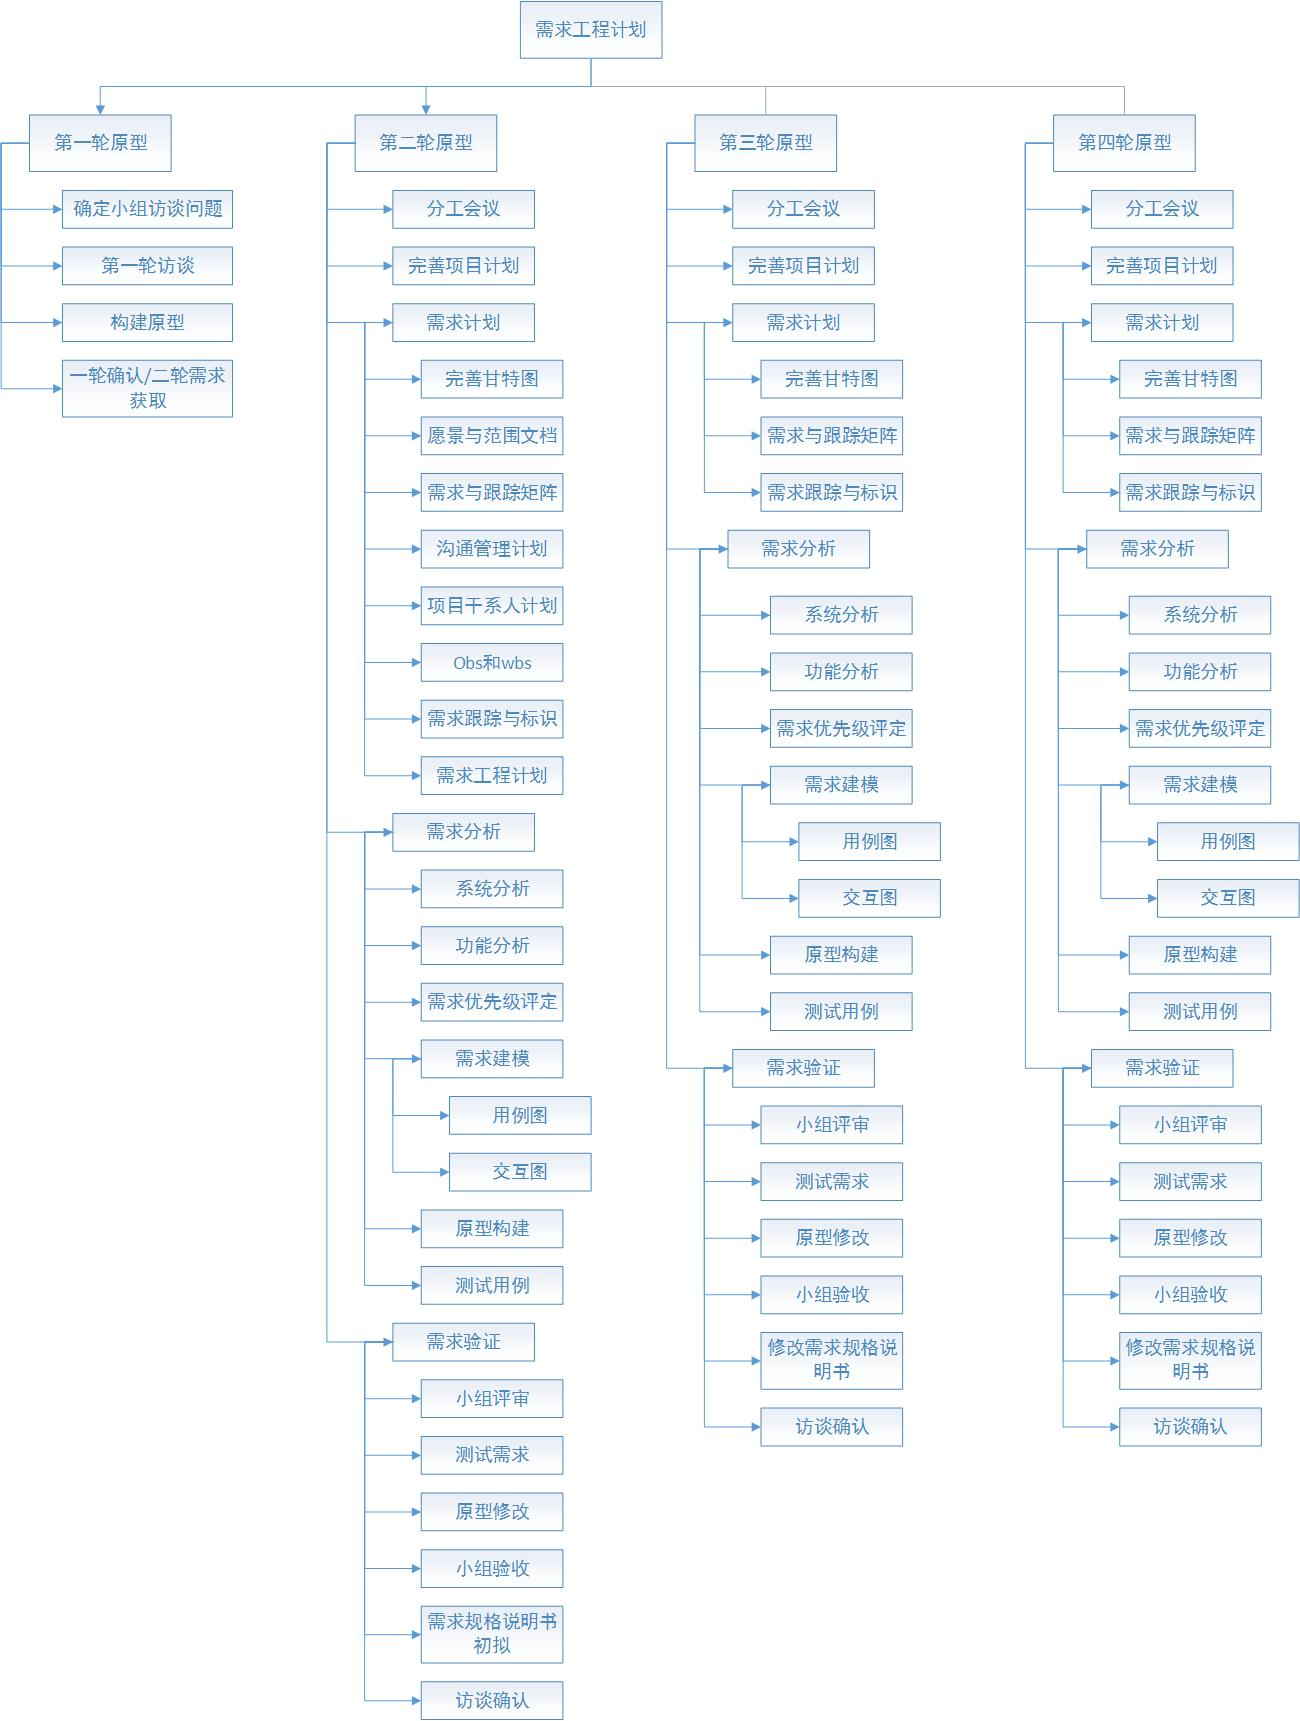 需求工程计划
第一轮原型
确定小组访谈问题
第一轮访谈
构建原型
一轮确认/二轮需求
获取
第二轮原型
分工会议
完善项目计划
需求计划
完善甘特图
愿景与范围文档
需求与跟踪矩阵
沟通管理计划
项目干系人计划
Obs和wbs
需求跟踪与标识
需求工程计划
需求分析
系统分析
功能分析
需求优先级评定
需求建模
用例图
交互图
原型构建
测试用例
需求验证
小组评审
测试需求
原型修改
小组验收
需求规格说明书
初拟
访谈确认
第三轮原型
分工会议
完善项目计划
需求计划
完善甘特图
需求与跟踪矩阵
需求跟踪与标识
需求分析
系统分析
功能分析
需求优先级评定
需求建模
用例图
交互图
原型构建
测试用例
需求验证
小组评审
测试需求
原型修改
小组验收
修改需求规格说
明书
访谈确认
第四轮原型
分工会议
完善项目计划
需求计划
完善甘特图
需求与跟踪矩阵
需求跟踪与标识
需求分析
系统分析
功能分析
需求优先级评定
需求建模
用例图
交互图
原型构建
测试用例
需求验证
小组评审
测试需求
原型修改
小组验收
修改需求规格说
明书
访谈确认